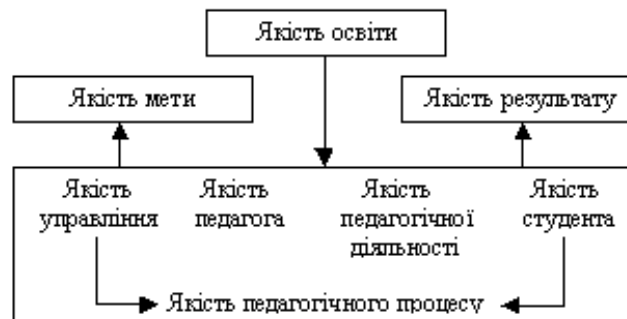 Якість освіти
Якість мети
Якість результату
Якість
управління
Якість
педагога
Якість
педагогічної
діяльності
Якість
студента
Якість педагогічного процесу